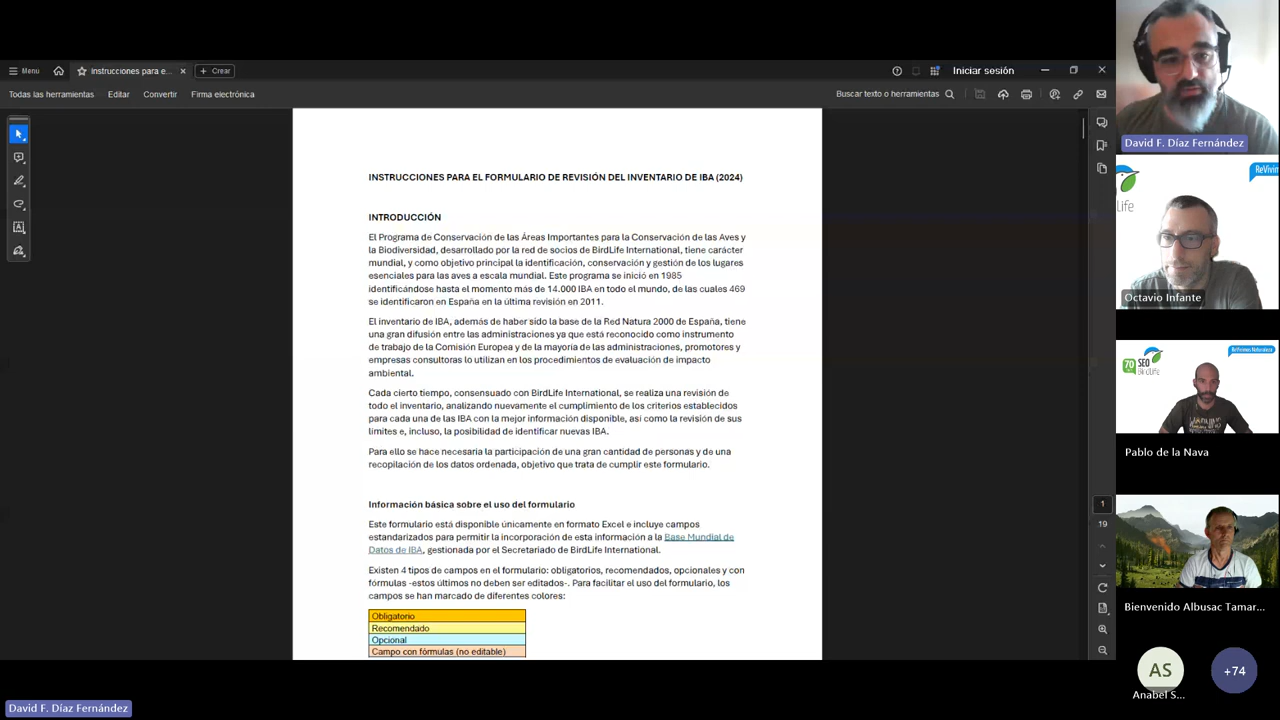 Menu
Instrucciones para e...
Crear
Iniciar sesión
Todas las herramientas
Editar
Convertir
Firma electrónica
Buscar texto o herramientas
INSTRUCCIONES PARA EL FORMULARIO DE REVISIÓN DEL INVENTARIO DE IBA (2024)
INTRODUCCIÓN
El Programa de Conservación de las Áreas Importantes para la Conservación de las Aves y
la Biodiversidad, desarrollado por la red de socios de BirdLife International, tiene carácter
mundial, y como objetivo principal la identificación, conservación y gestión de los lugares
esenciales para las aves a escala mundial. Este programa se inició en 1985
identificándose hasta el momento más de 14.000 IBA en todo el mundo, de las cuales 469
se identificaron en España en la última revisión en 2011.
El inventario de IBA, además de haber sido la base de la Red Natura 2000 de España, tiene
una gran difusión entre las administraciones ya que está reconocido como instrumento
de trabajo de la Comisión Europea y de la mayoría de las administraciones, promotores y
empresas consultoras lo utilizan en los procedimientos de evaluación de impacto
ambiental.
Cada cierto tiempo, consensuado con BirdLife International, se realiza una revisión de
todo el inventario, analizando nuevamente el cumplimiento de los criterios establecidos
para cada una de las IBA con la mejor información disponible, así como la revisión de sus
límites e, incluso, la posibilidad de identificar nuevas IBA.
Para ello se hace necesaria la participación de una gran cantidad de personas y de una
recopilación de los datos ordenada, objetivo que trata de cumplir este formulario.
Información básica sobre el uso del formulario
Este formulario está disponible únicamente en formato Excel e incluye campos
estandarizados para permitir la incorporación de esta información a la Base Mundial de
Datos de IBA, gestionada por el Secretariado de BirdLife International.
Existen 4 tipos de campos en el formulario: obligatorios, recomendados, opcionales y con
fórmulas -estos últimos no deben ser editados-. Para facilitar el uso del formulario, los
campos se han marcado de diferentes colores:
Obligatorio
Recomendado
Opcional
Campo con fórmulas (no editable)
1
19
David F. Díaz Fernández
Octavio Infante
70
SEO
BirdLife
Pablo de la Nava
Bienvenido Albusac Tamar...
AS
Anabel S...
+74
David F. Díaz Fernández